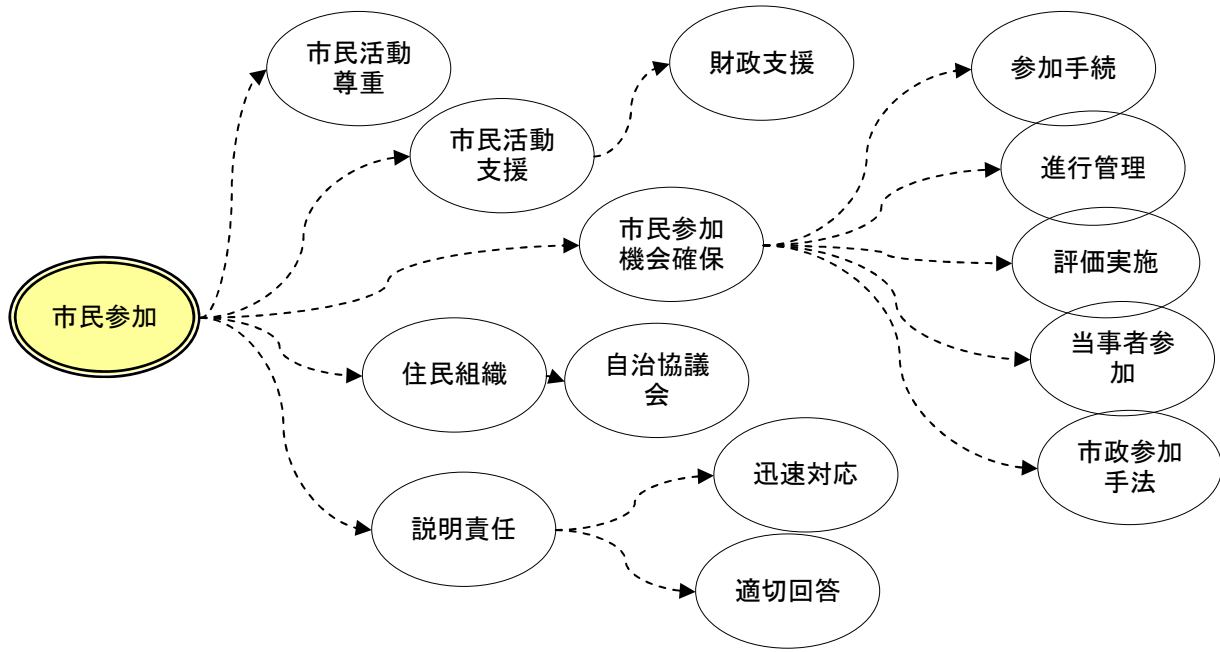 市民活動
尊重
財政支援
参加手続
市民活動
支援
進行管理
市民参加
機会確保
評価実施
市民参加
住民組織
自治協議
会
当事者参
加
市政参加
手法
迅速対応
説明責任
適切回答